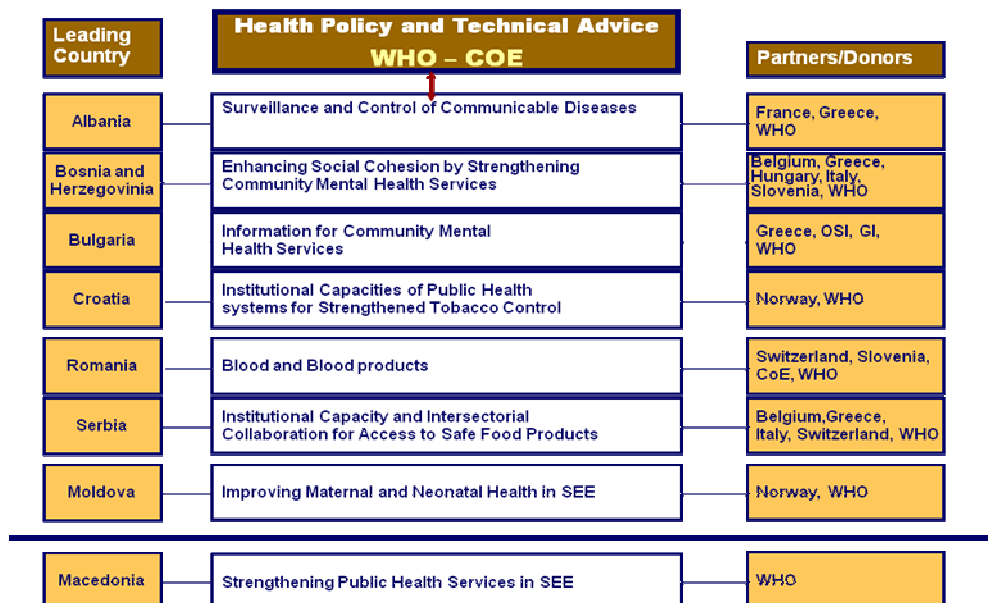 Leading
Country
Health Policy and Technical Advice
WHO – COE
Partners/Donors
Albania
Surveillance and Control of Communicable Diseases
France, Greece,
WHO
Bosnia and
Herzegovinia
Enhancing Social Cohesion by Strengthening
Community Mental Health Services
Belgium, Greece,
Hungary, Italy,
Slovenia, WHO
Bulgaria
Information for Community Mental
Health Services
Greece, OSI, GI,
WHO
Croatia
Institutional Capacities of Public Health
systems for Strengthened Tobacco Control
Norway, WHO
Romania
Blood and Blood products
Switzerland, Slovenia,
CoE, WHO
Serbia
Institutional Capacity and Intersectorial
Collaboration for Access to Safe Food Products
Belgium,Greece,
Italy, Switzerland, WHO
Moldova
Improving Maternal and Neonatal Health in SEE
Norway, WHO
Macedonia
Strengthening Public Health Services in SEE
WHO